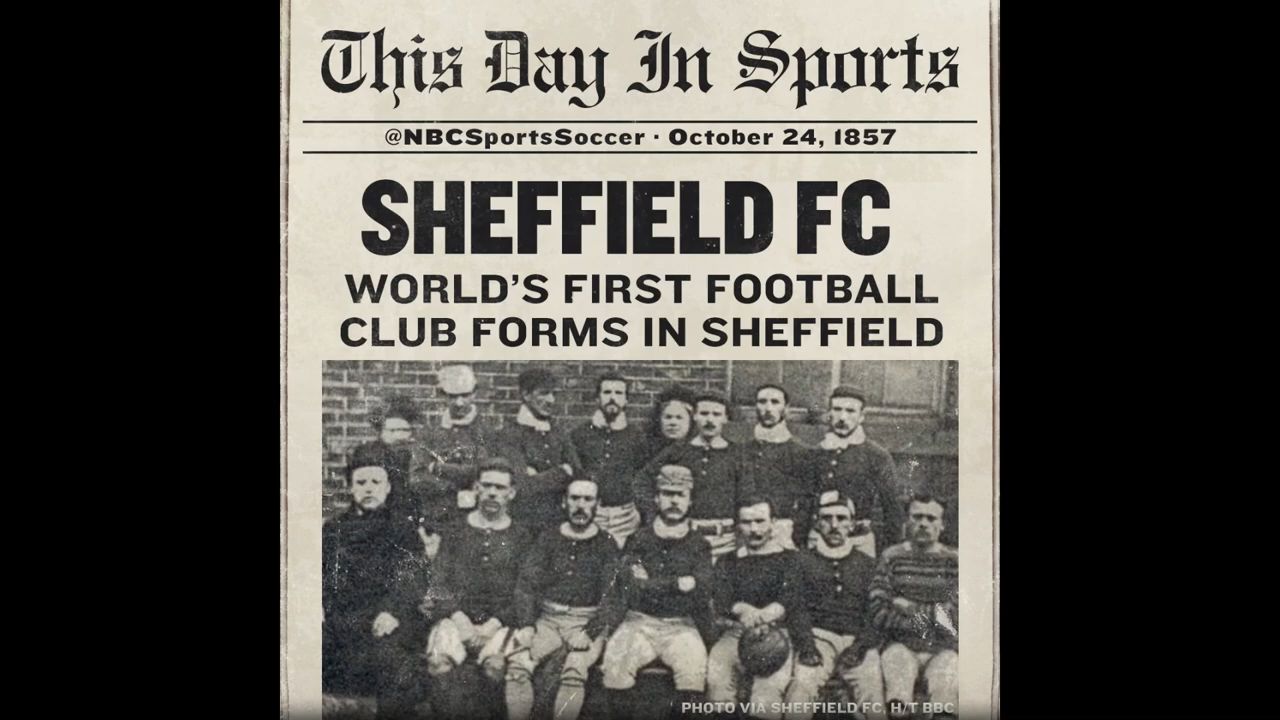 This Day In Sports
@NBCSportsSoccer · October 24, 1857
SHEFFIELD FC
WORLD'S FIRST FOOTBALL
CLUB FORMS IN SHEFFIELD
PHOTO VIA SHEFFIELD FC, H/T BBC